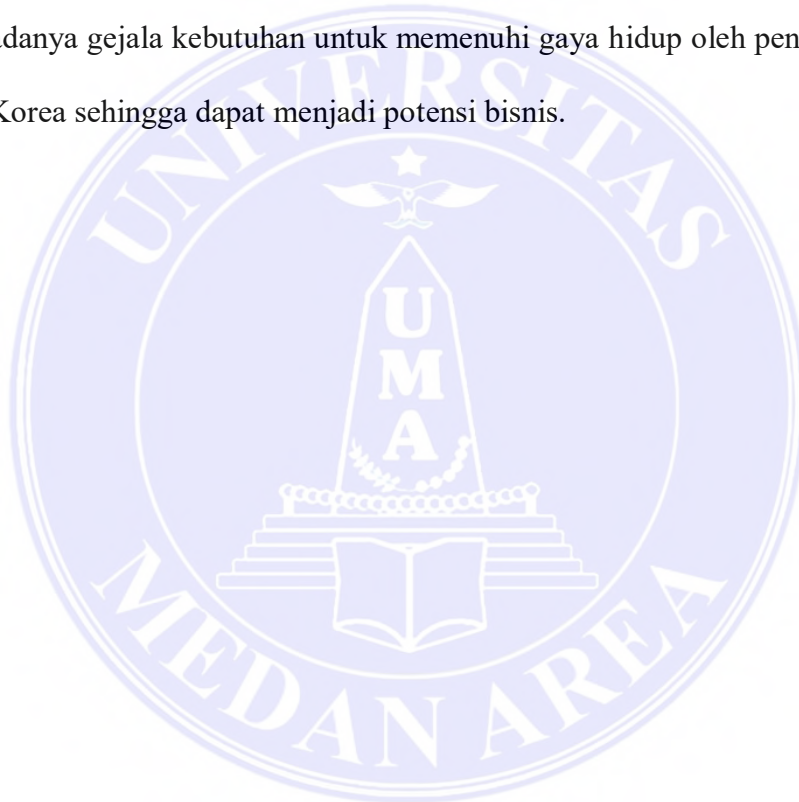 adanya gejala kebutuhan untuk memenuhi gaya hidup oleh pen
Korea sehingga dapat menjadi potensi bisnis.
UNIVERSITAS
UMA
MEDAN AREA